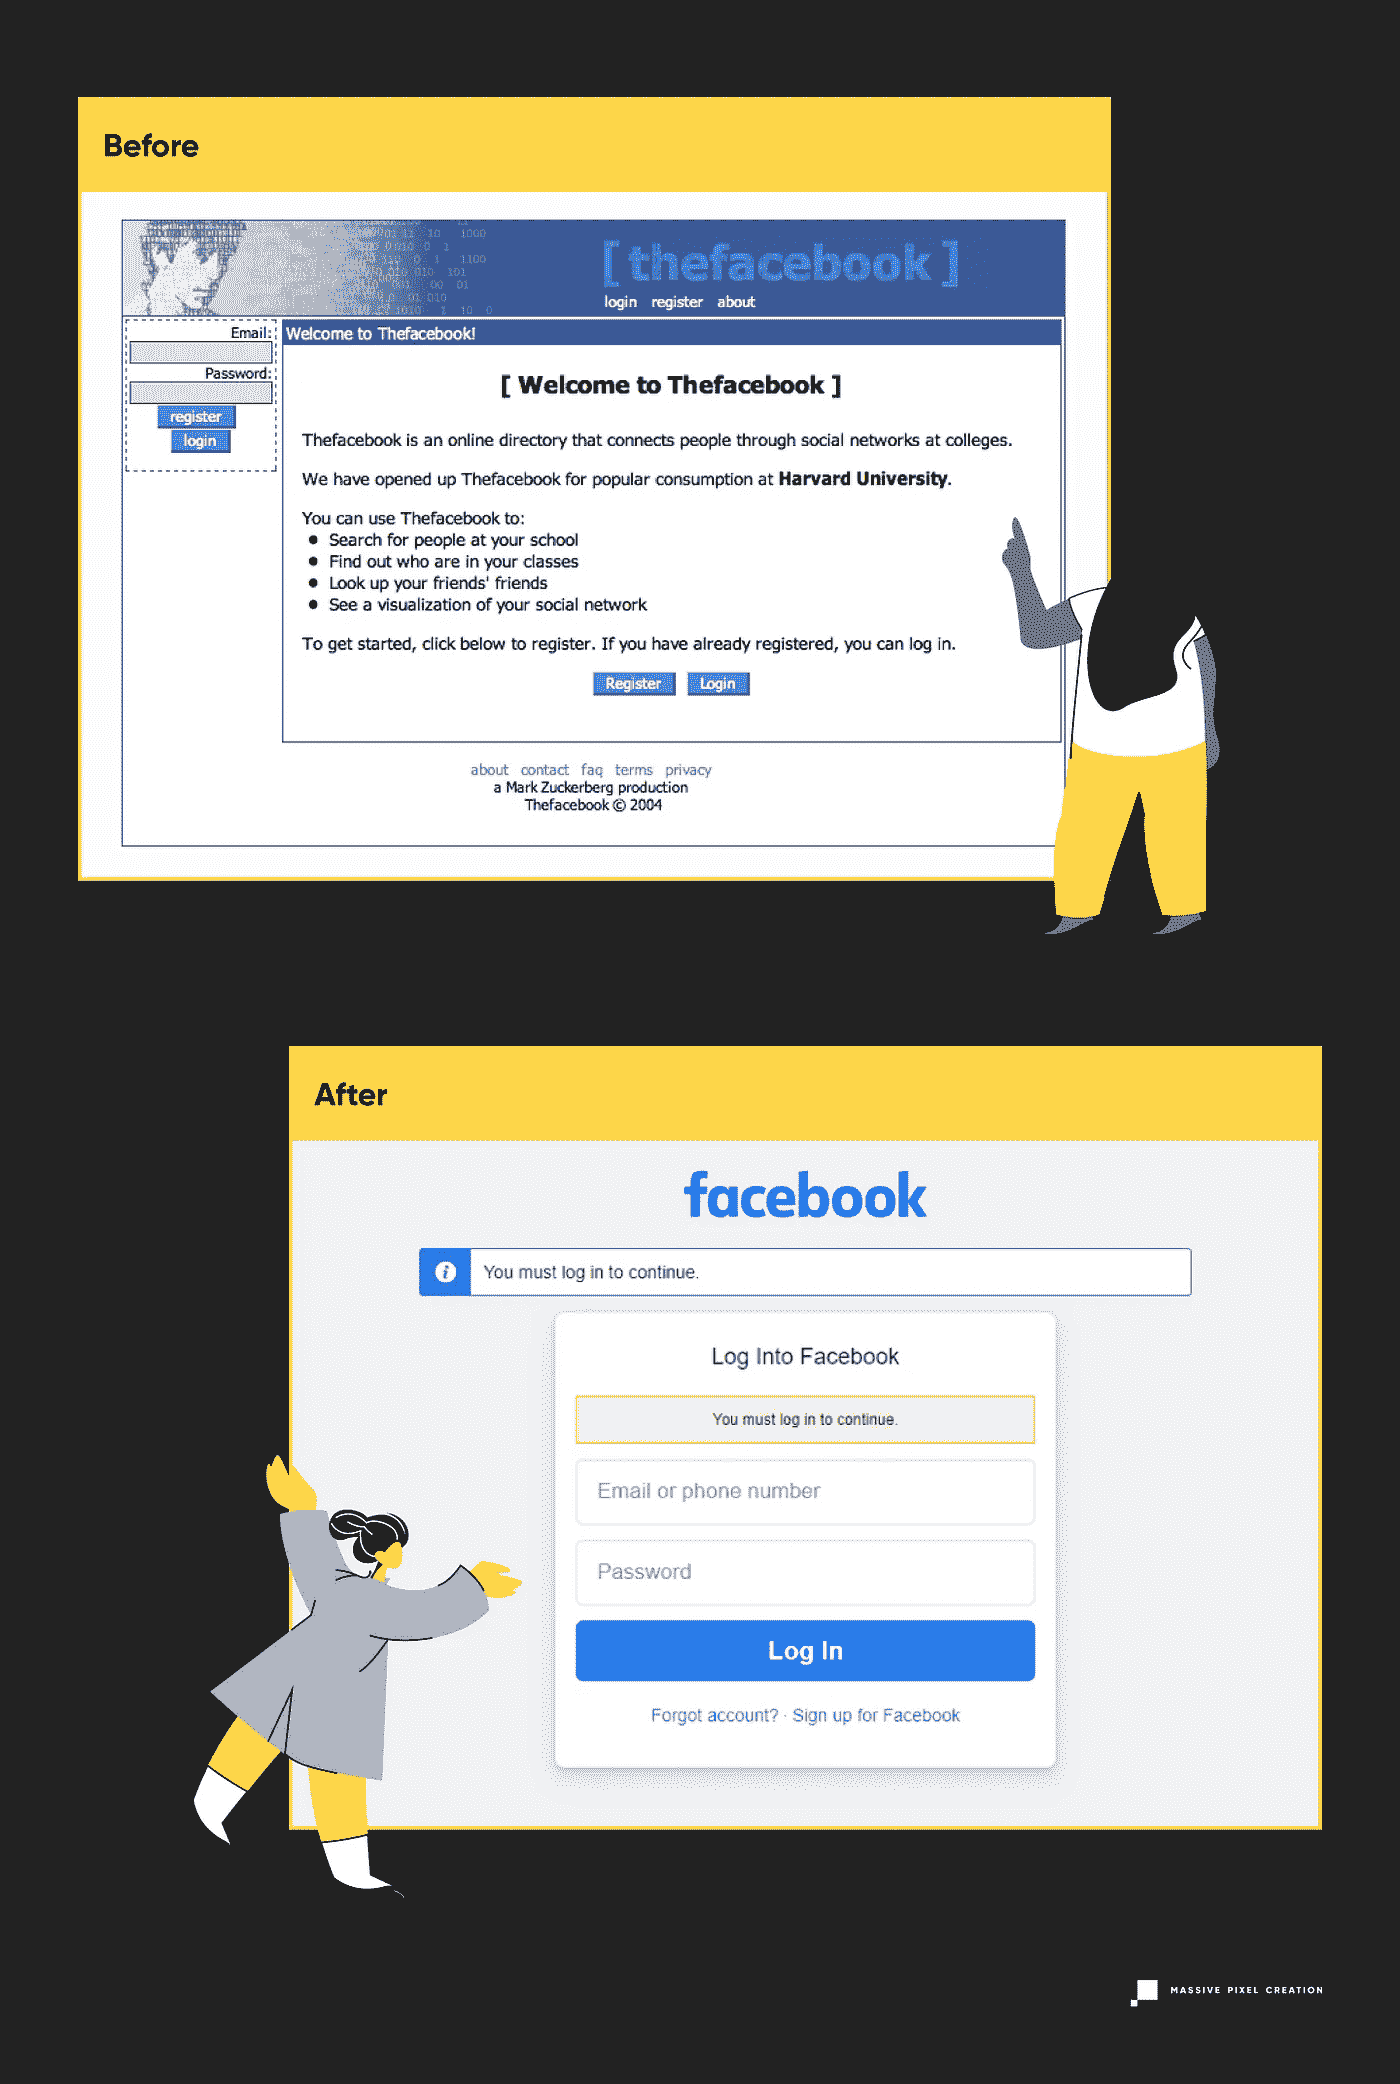 Before
[ thefacebook ]
login register about
Email:
Password:
register
login
Welcome to Thefacebook!
[ Welcome to Thefacebook ]
Thefacebook is an online directory that connects people through social networks at colleges.
We have opened up Thefacebook for popular consumption at Harvard University.
You can use Thefacebook to:
• Search for people at your school
• Find out who are in your classes
• Look up your friends' friends
• See a visualization of your social network
To get started, click below to register. If you have already registered, you can log in.
Register Login
about contact faq terms privacy
a Mark Zuckerberg production
Thefacebook © 2004
After
facebook
i You must log in to continue.
Log Into Facebook
You must log in to continue.
Email or phone number
Password
Log In
Forgot account? · Sign up for Facebook
MASSIVE PIXEL CREATION